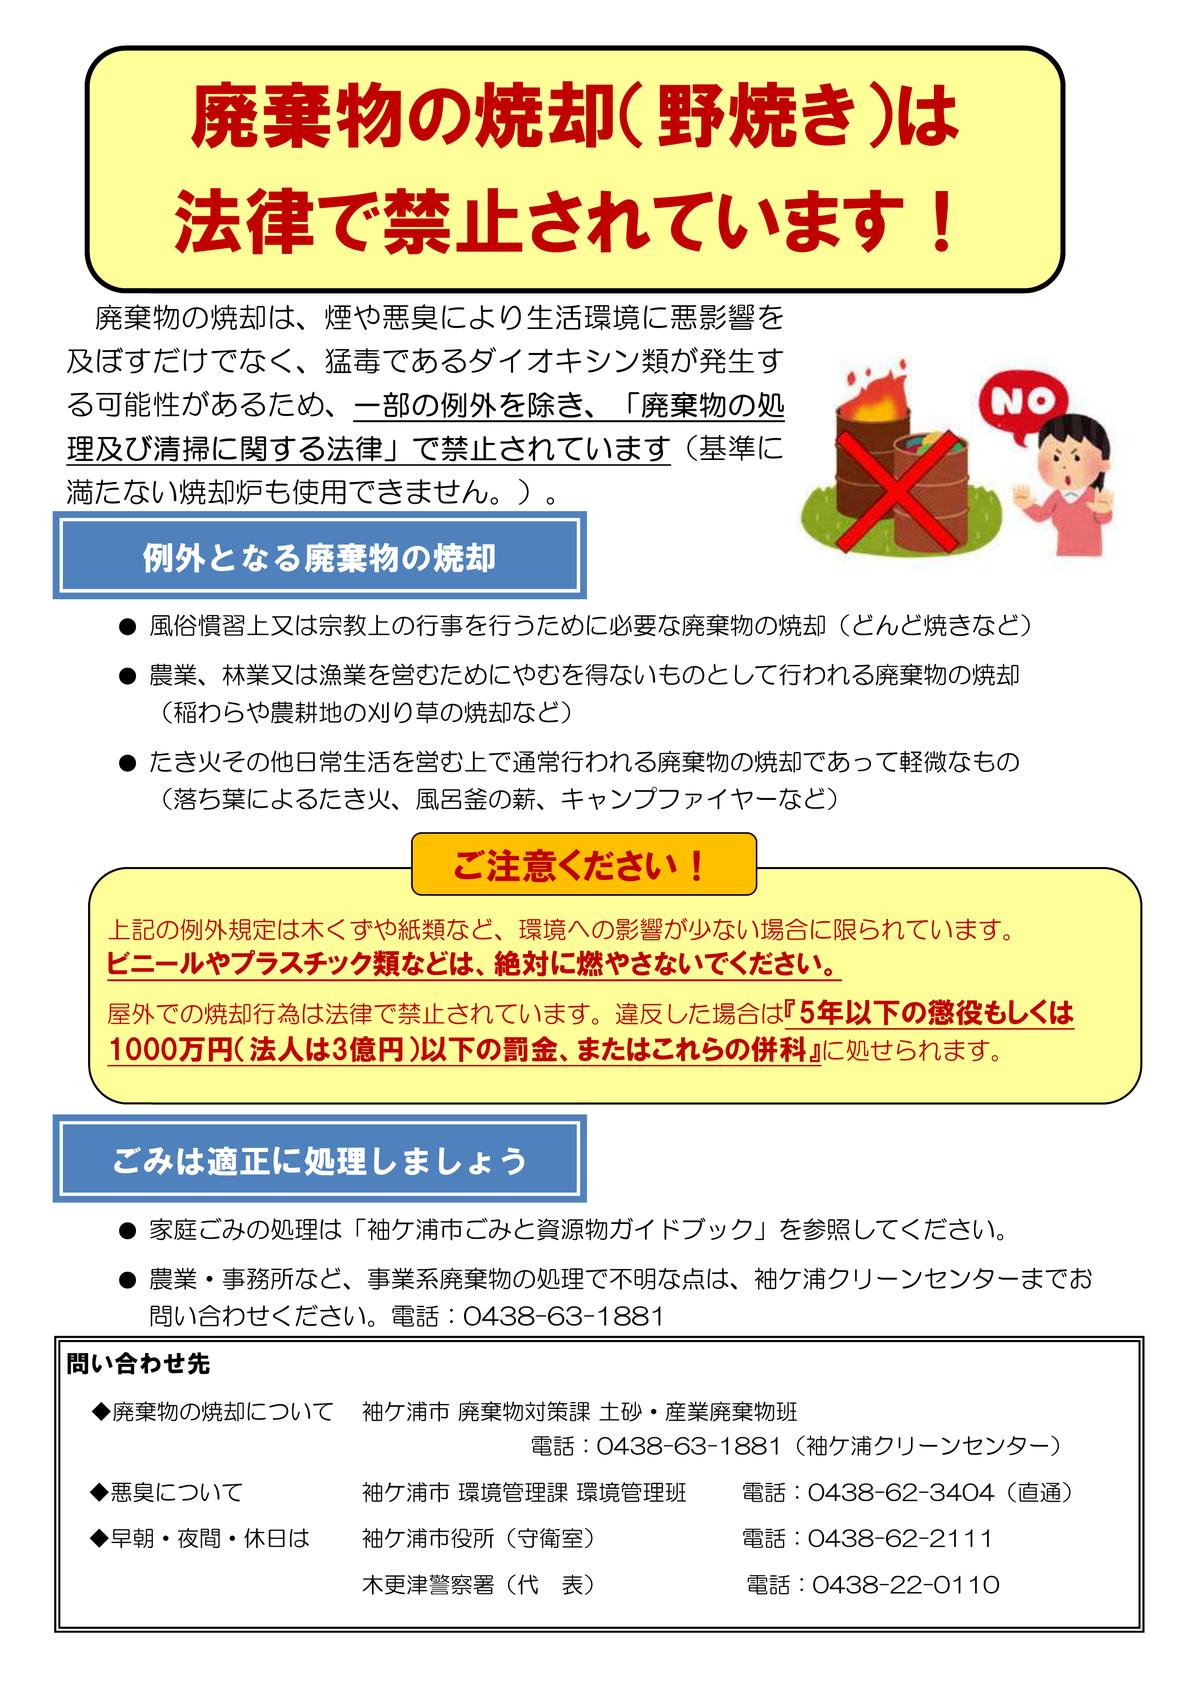 廃棄物の焼却（野焼き）は
法律で禁止されています！
廃棄物の焼却は、煙や悪臭により生活環境に悪影響を
及ぼすだけでなく、猛毒であるダイオキシン類が発生す
る可能性があるため、一部の例外を除き、「廃棄物の処
理及び清掃に関する法律」で禁止されています（基準に
満たない焼却炉も使用できません。）。
NO
例外となる廃棄物の焼却
● 風俗慣習上又は宗教上の行事を行うために必要な廃棄物の焼却（どんど焼きなど）
● 農業、林業又は漁業を営むためにやむを得ないものとして行われる廃棄物の焼却
（稲わらや農耕地の刈り草の焼却など）
● たき火その他日常生活を営む上で通常行われる廃棄物の焼却であって軽微なもの
（落ち葉によるたき火、風呂釜の薪、キャンプファイヤーなど）
ご注意ください！
上記の例外規定は木くずや紙類など、環境への影響が少ない場合に限られています。
ビニールやプラスチック類などは、絶対に燃やさないでください。
屋外での焼却行為は法律で禁止されています。違反した場合は『5年以下の懲役もしくは
1000万円（法人は3億円）以下の罰金、またはこれらの併科』に処せられます。
ごみは適正に処理しましょう
● 家庭ごみの処理は「袖ケ浦市ごみと資源物ガイドブック」を参照してください。
● 農業・事務所など、事業系廃棄物の処理で不明な点は、袖ケ浦クリーンセンターまでお
問い合わせください。電話：0438-63-1881
問い合わせ先
◆廃棄物の焼却について 袖ケ浦市 廃棄物対策課 土砂・産業廃棄物班
電話：0438-63-1881（袖ケ浦クリーンセンター）
◆悪臭について 袖ケ浦市 環境管理課 環境管理班 電話：0438-62-3404（直通）
◆早朝・夜間・休日は 袖ケ浦市役所（守衛室） 電話：0438-62-2111
木更津警察署（代　表） 電話：0438-22-0110